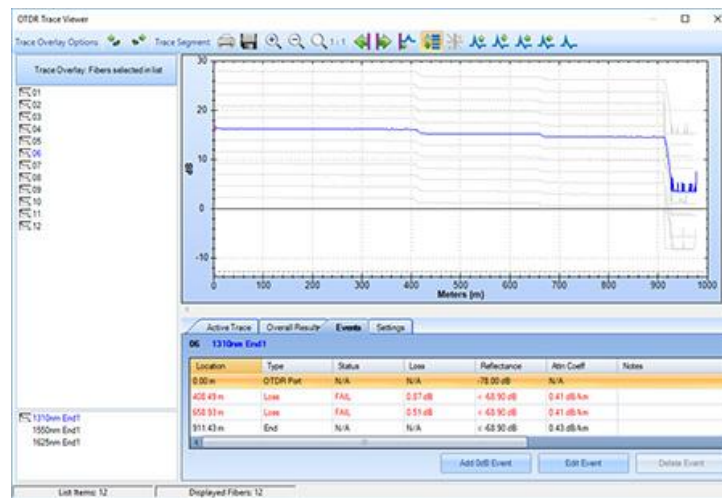 OTDR Trace Viewer
Trace Overlay Options: Trace Segment: 1:1
Trace Overlay: Fibers selected in list
01
02
03
04
05
06
07
08
09
10
11
12
30
20
10
0
-10
dB
0 100 200 300 400 500 600 700 800 900 1000
Meters (m)
Active Trace Overall Results Events Settings
06 1310nm End1
Location Type Status Loss Reflectance Attn Coeff Notes
0.00 m OTDR Port N/A N/A -78.00 dB N/A
408.49 m Loss FAIL 0.87 dB < -68.90 dB 0.41 dB/km
658.93 m Loss FAIL 0.51 dB < -68.90 dB 0.41 dB/km
911.43 m End N/A N/A < -68.90 dB 0.43 dB/km
1310nm End1
1550nm End1
1625nm End1
Add 0dB Event Edit Event Delete Event
List Items: 12 Displayed Fibers: 12